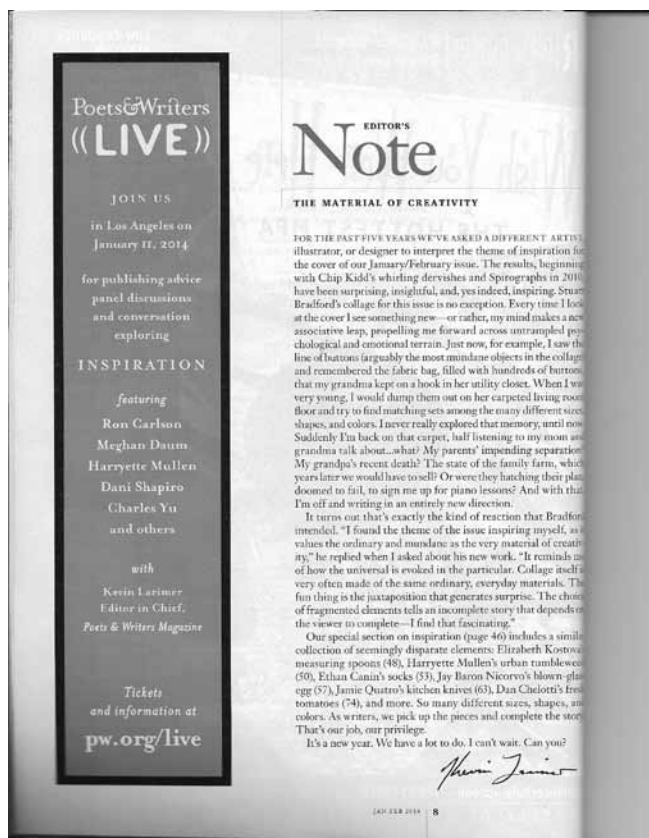 Poets&Writers
((LIVE))
JOIN US
in Los Angeles on
January 11, 2014
for publishing advice
panel discussions
and conversation
exploring
INSPIRATION
featuring
Ron Carlson
Meghan Daum
Harryette Mullen
Dani Shapiro
Charles Yu
and others
with
Kevin Larimer
Editor in Chief,
Poets & Writers Magazine
Tickets
and information at
pw.org/live
EDITOR'S
Note
THE MATERIAL OF CREATIVITY
FOR THE PAST FIVE YEARS WE'VE ASKED A DIFFERENT ARTIST,
illustrator, or designer to interpret the theme of inspiration for
the cover of our January/February issue. The results, beginning
with Chip Kidd's whirling dervishes and Spirographs in 2010,
have been surprising, insightful, and, yes indeed, inspiring. Stuart
Bradford's collage for this issue is no exception. Every time I look
at the cover I see something new—or rather, my mind makes a new
associative leap, propelling me forward across untrampled psy-
chological and emotional terrain. Just now, for example, I saw the
line of buttons (arguably the most mundane objects in the collage)
and remembered the fabric bag, filled with hundreds of buttons,
that my grandma kept on a hook in her utility closet. When I was
very young, I would dump them out on her carpeted living room
floor and try to find matching sets among the many different sizes,
shapes, and colors. I never really explored that memory, until now.
Suddenly I'm back on that carpet, half listening to my mom and
grandma talk about...what? My parents' impending separation?
My grandpa's recent death? The state of the family farm, which
years later we would have to sell? Or were they hatching their plan,
doomed to fail, to sign me up for piano lessons? And with that,
I'm off and writing in an entirely new direction.
It turns out that's exactly the kind of reaction that Bradford
intended. "I found the theme of the issue inspiring myself, as it
values the ordinary and mundane as the very material of creativ-
ity," he replied when I asked about his new work. "It reminds me
of how the universal is evoked in the particular. Collage itself is
very often made of the same ordinary, everyday materials. The
fun thing is the juxtaposition that generates surprise. The choice
of fragmented elements tells an incomplete story that depends on
the viewer to complete—I find that fascinating."
Our special section on inspiration (page 46) includes a similar
collection of seemingly disparate elements: Elizabeth Kostova's
measuring spoons (48), Harryette Mullen's urban tumbleweed
(50), Ethan Canin's socks (53), Jay Baron Nicorvo's blown-glass
egg (57), Jamie Quatro's kitchen knives (63), Dan Chelotti's fresh
tomatoes (74), and more. So many different sizes, shapes, and
colors. As writers, we pick up the pieces and complete the story.
That's our job, our privilege.
It's a new year. We have a lot to do. I can't wait. Can you?
Kevin Larimer
JAN FEB 2014 8